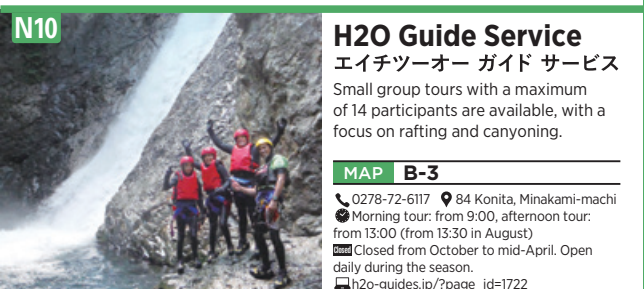 N10
H2O Guide Service
エイチツーオー ガイド サービス
Small group tours with a maximum
of 14 participants are available, with a
focus on rafting and canyoning.
MAP B-3
0278-72-6117 84 Konita, Minakami-machi
Morning tour: from 9:00, afternoon tour:
from 13:00 (from 13:30 in August)
Closed Closed from October to mid-April. Open
daily during the season.
h2o-guides.jp/?page_id=1722